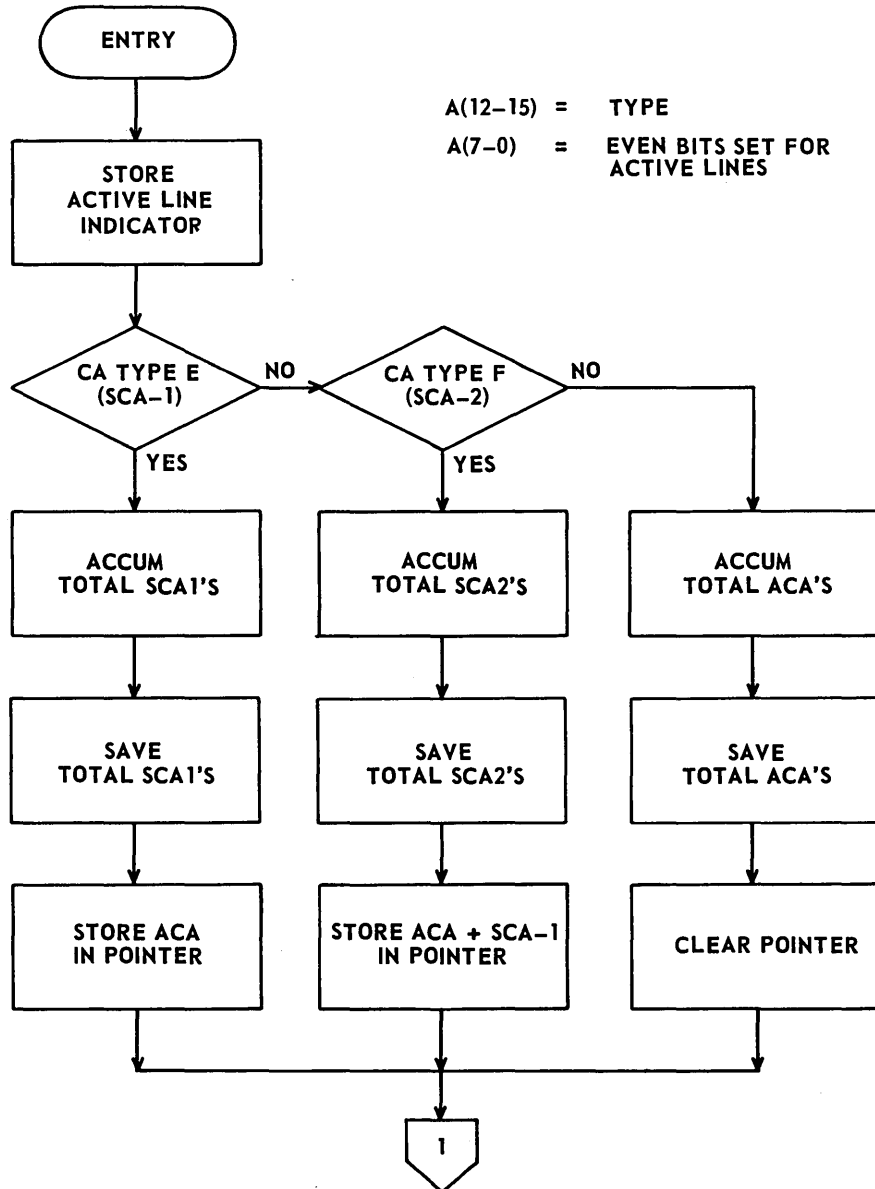 ENTRY
A(12-15) = TYPE
A(7-0) = EVEN BITS SET FOR
ACTIVE LINES
STORE
ACTIVE LINE
INDICATOR
CA TYPE E
(SCA-1)
NO
CA TYPE F
(SCA-2)
NO
YES
YES
ACCUM
TOTAL SCA1'S
ACCUM
TOTAL SCA2'S
ACCUM
TOTAL ACA'S
SAVE
TOTAL SCA1'S
SAVE
TOTAL SCA2'S
SAVE
TOTAL ACA'S
STORE ACA
IN POINTER
STORE ACA + SCA-1
IN POINTER
CLEAR POINTER
1